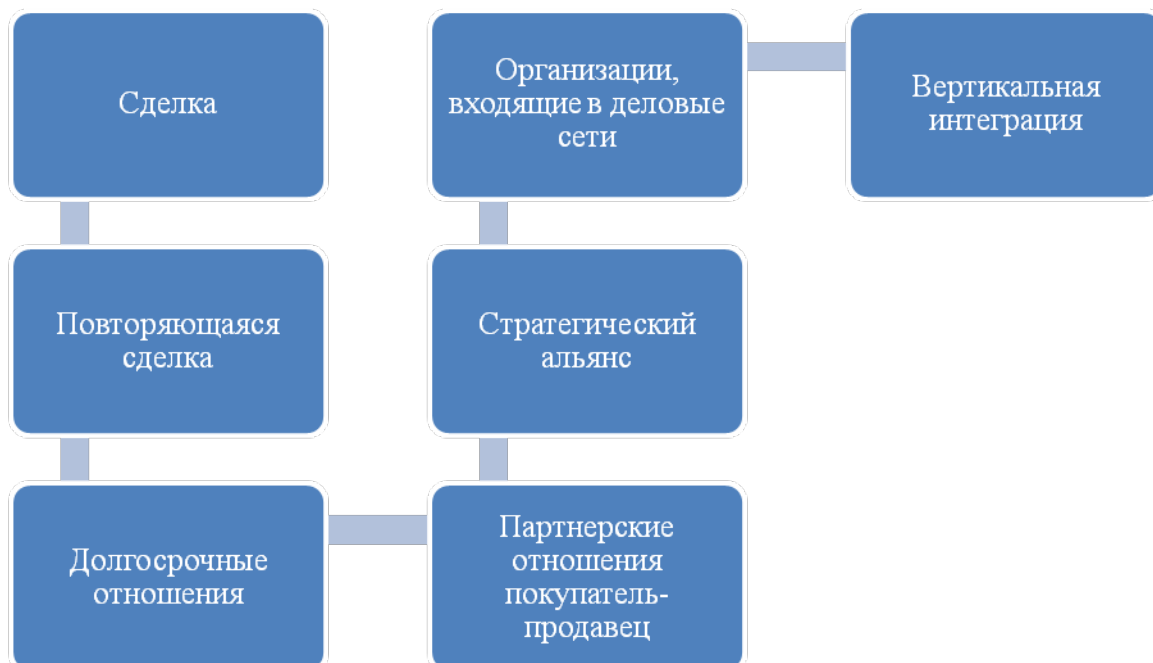 Сделка
Повторяющаяся
сделка
Долгосрочные
отношения
Партнерские
отношения
покупатель-
продавец
Стратегический
альянс
Организации,
входящие в деловые
сети
Вертикальная
интеграция